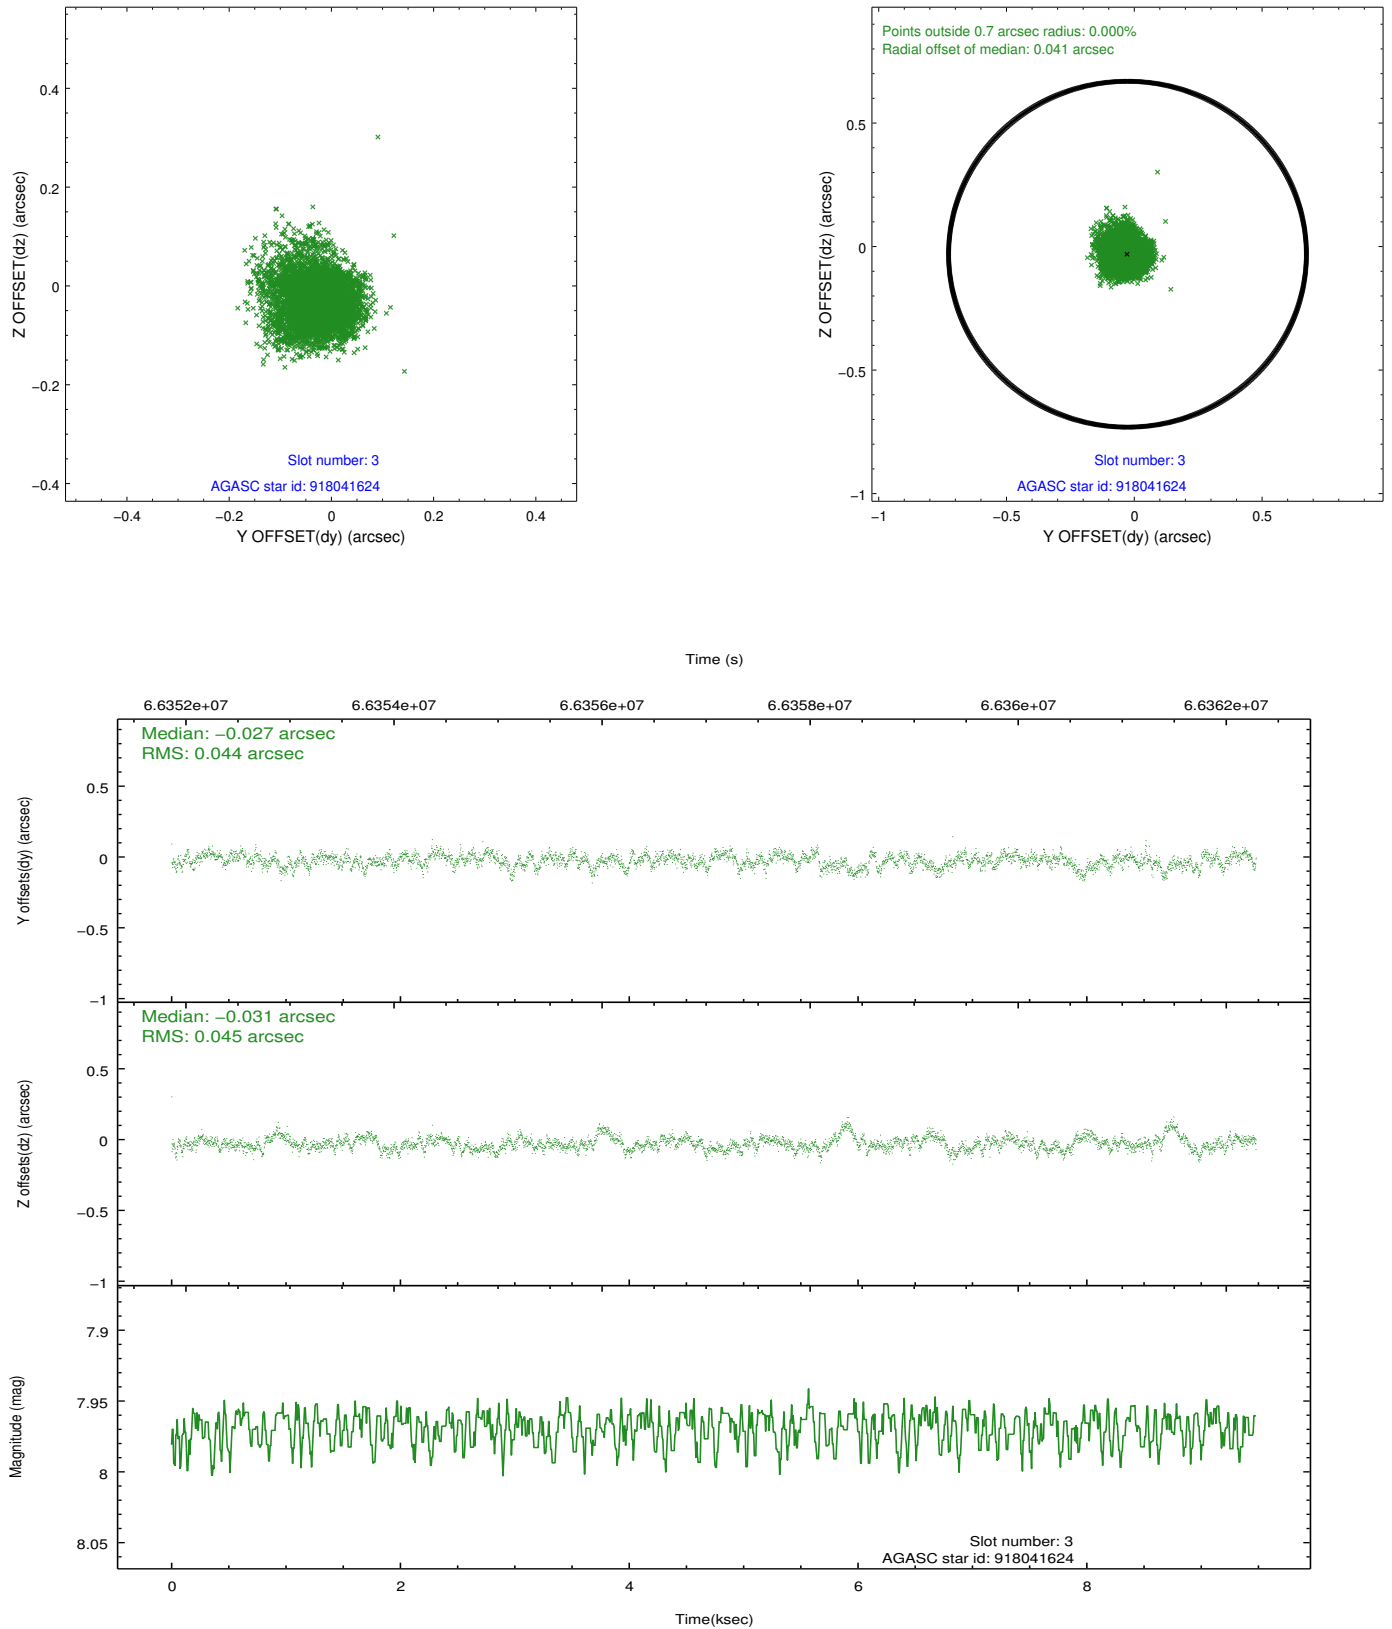 0.4
0.2
0
−0.2
−0.4
Z OFFSET(dz) (arcsec)
Slot number: 3
AGASC star id: 918041624
−0.4 −0.2 0 0.2 0.4
Y OFFSET(dy) (arcsec)
Points outside 0.7 arcsec radius: 0.000%
Radial offset of median: 0.041 arcsec
0.5
0
−0.5
−1
Z OFFSET(dz) (arcsec)
Slot number: 3
AGASC star id: 918041624
−1 −0.5 0 0.5
Y OFFSET(dy) (arcsec)
Time (s)
6.6352e+07 6.6354e+07 6.6356e+07 6.6358e+07 6.636e+07 6.6362e+07
Median: −0.027 arcsec
RMS: 0.044 arcsec
0.5
0
−0.5
−1
Y offsets(dy) (arcsec)
Median: −0.031 arcsec
RMS: 0.045 arcsec
0.5
0
−0.5
−1
Z offsets(dz) (arcsec)
7.9
7.95
8
8.05
Magnitude (mag)
Slot number: 3
AGASC star id: 918041624
0 2 4 6 8
Time(ksec)